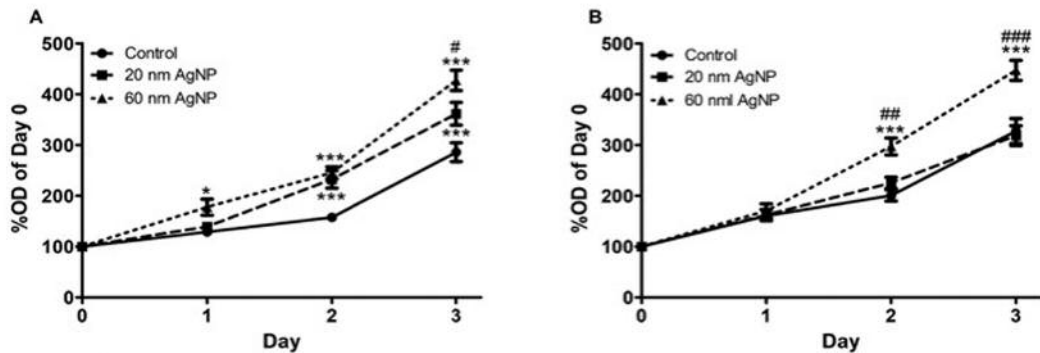 A
500
400
300
200
100
0
%OD of Day 0
Control
20 nm AgNP
60 nm AgNP
*
***
***
#
***
***
0 1 2 3
Day
B
500
400
300
200
100
0
%OD of Day 0
Control
20 nm AgNP
60 nml AgNP
##
***
###
***
0 1 2 3
Day